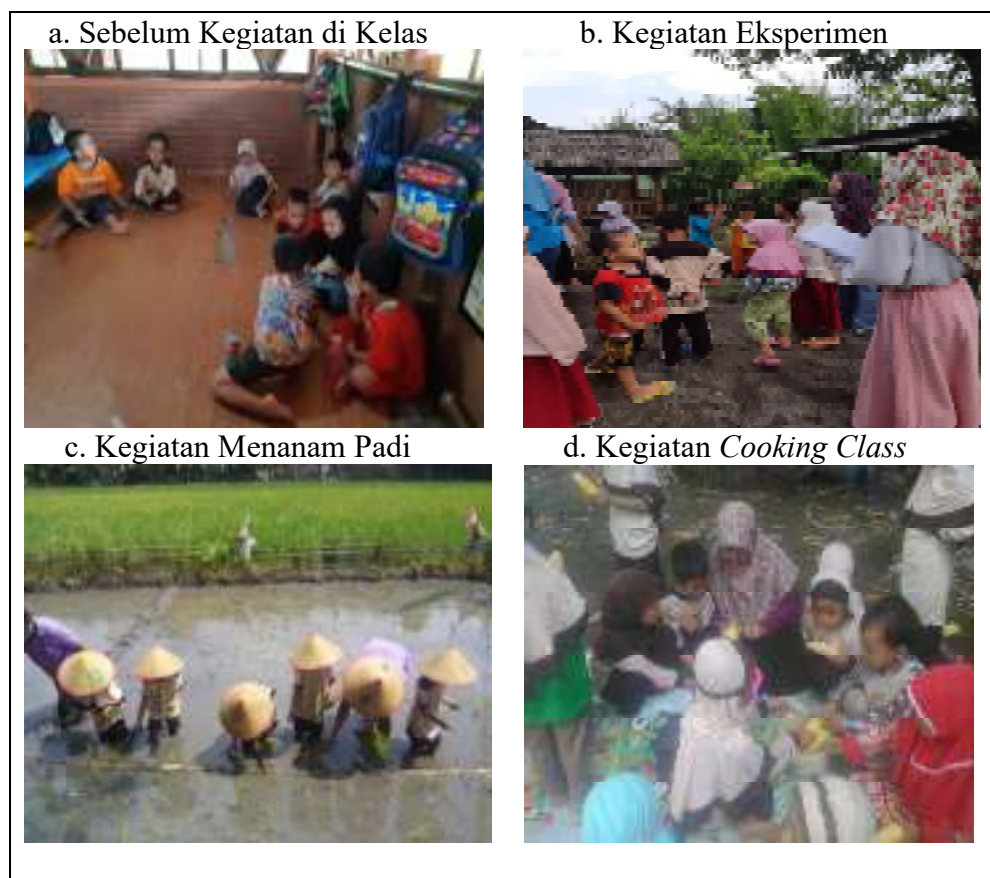 a. Sebelum Kegiatan di Kelas
b. Kegiatan Eksperimen
c. Kegiatan Menanam Padi
d. Kegiatan Cooking Class